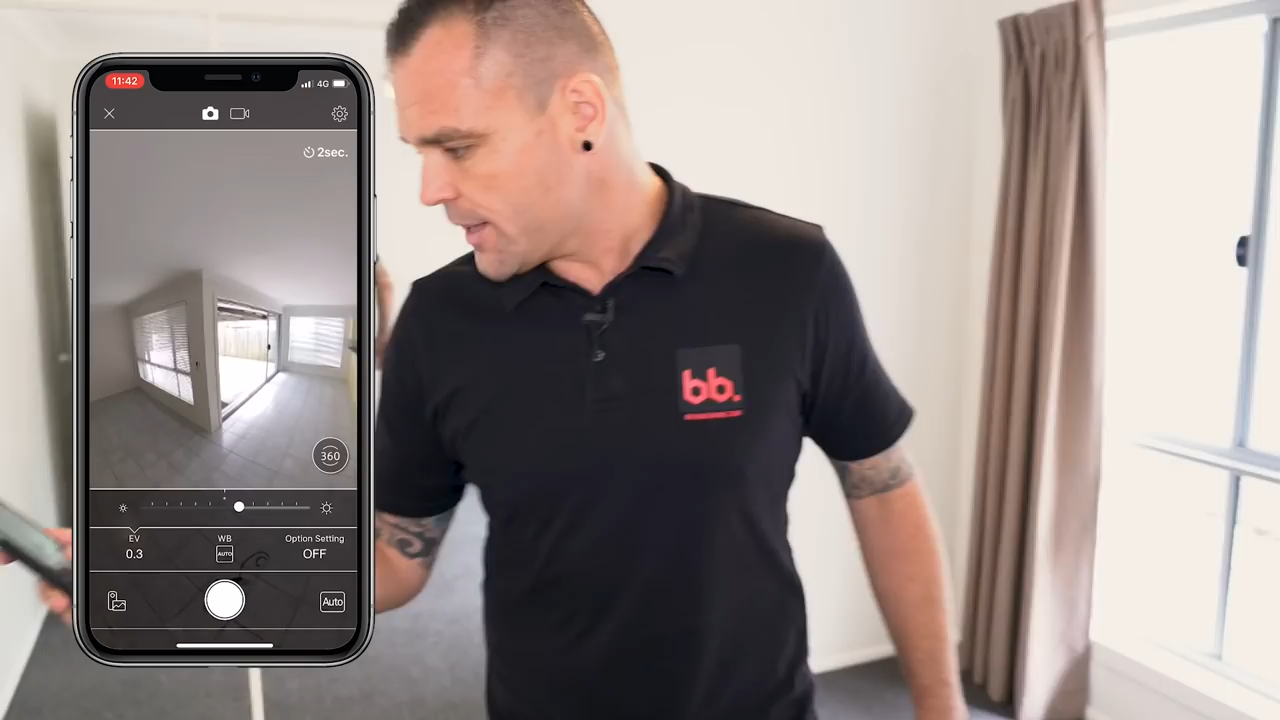 11:42
4G
2sec.
360
EV
WB
Option Setting
0.3
AUTO
OFF
Auto
bb.